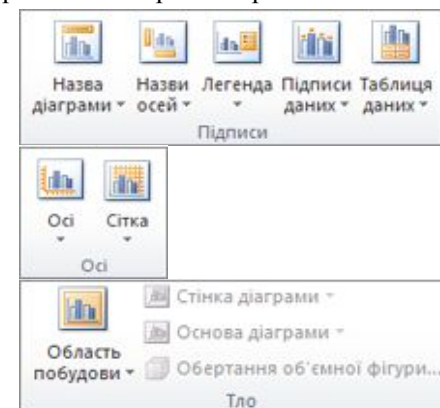 Назва діаграми
Назви осей
Легенда
Підписи даних
Таблиця даних
Підписи
Осі
Сітка
Осі
Область побудови
Стінка діаграми
Основа діаграми
Обертання об'ємної фігури...
Тло